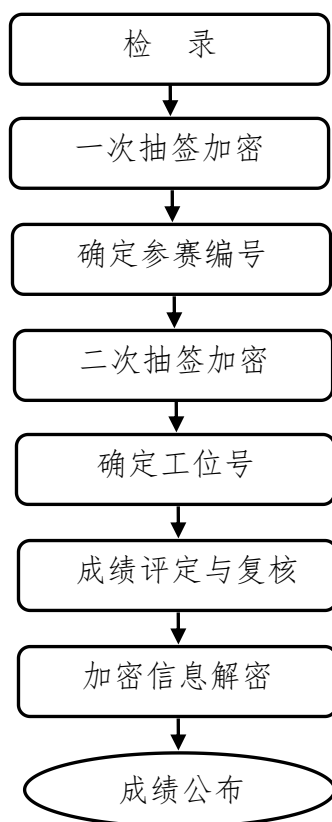 检 录
一次抽签加密
确定参赛编号
二次抽签加密
确定工位号
成绩评定与复核
加密信息解密
成绩公布